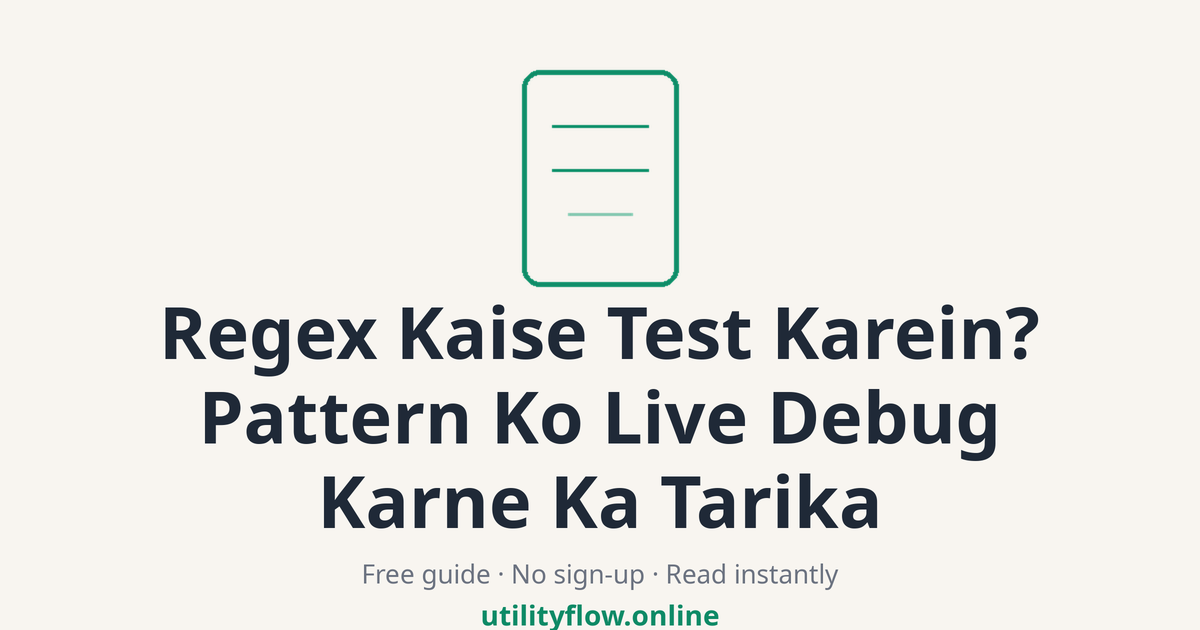 Regex Kaise Test Karein?
Pattern Ko Live Debug
Karne Ka Tarika
Free guide · No sign-up · Read instantly
utilityflow.online